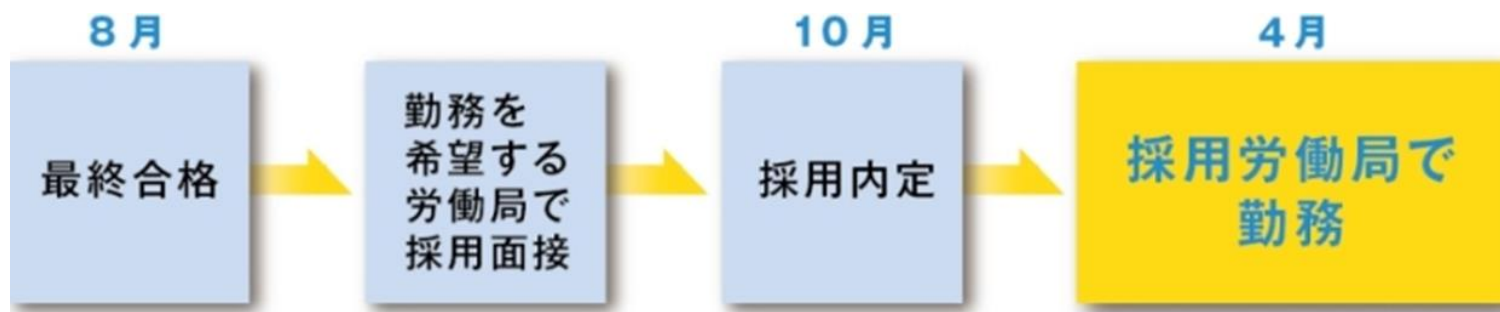 8月
最終合格
勤務を
希望する
労働局で
採用面接
10月
採用内定
4月
採用労働局で
勤務